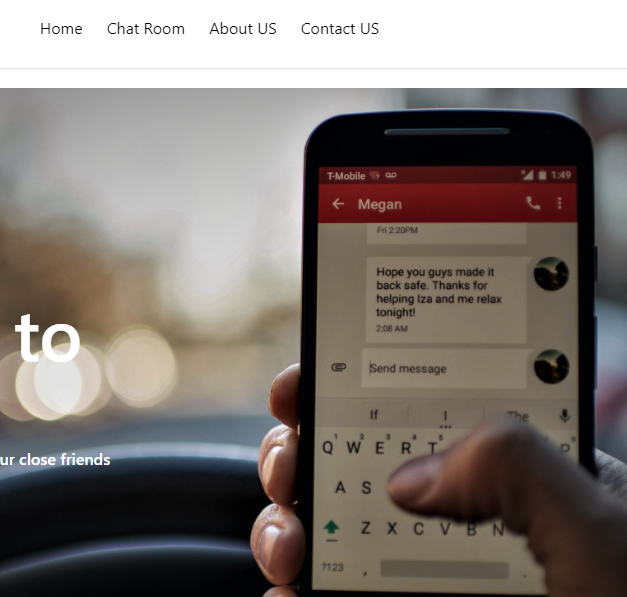 Home Chat Room About US Contact US
T-Mobile 1:49
Megan
Fri 2:20PM
Hope you guys made it
back safe. Thanks for
helping Iza and me relax
tonight!
2:08 AM
to
Send message
If I The
Q W E R T
ur close friends
A S
Z X C V B N
?123 , .